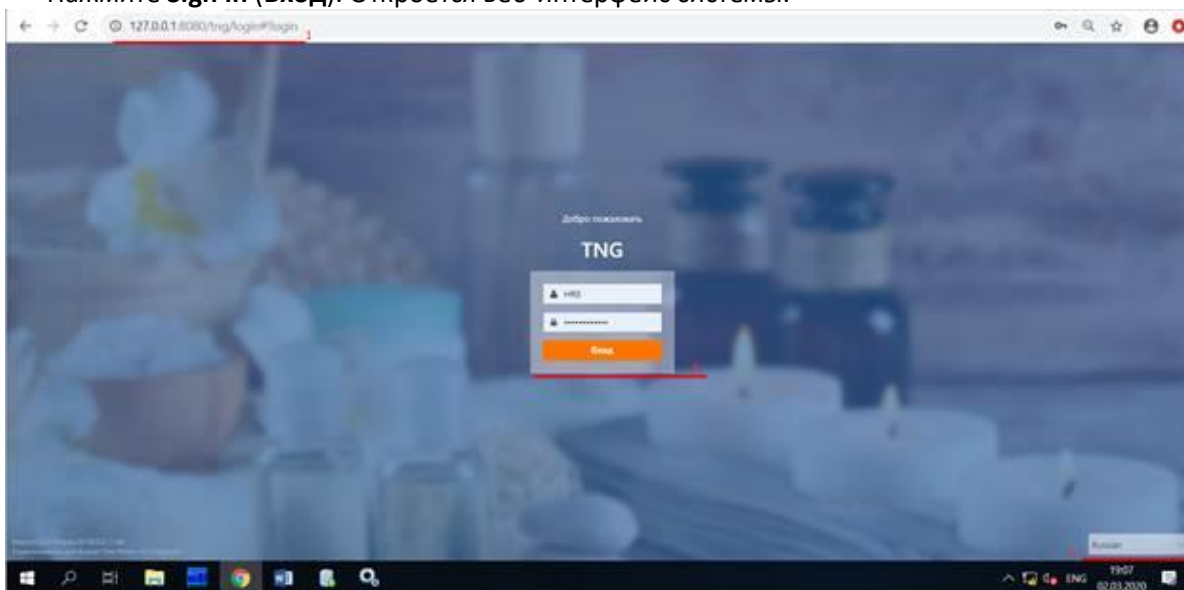 Нажмите Sign in (Вход). Откроется веб-интерфейс системы.
127.0.0.1:8080/tng/login#!login
1
Добро пожаловать
TNG
HRS
Вход
Russian
ENG
19:07
02.03.2020